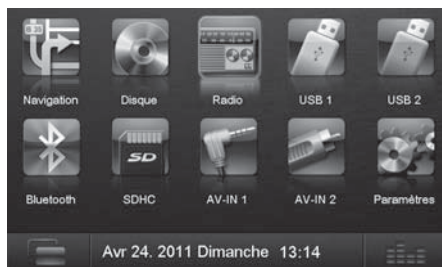 Navigation Disque Radio USB 1 USB 2
SD
Bluetooth SDHC AV-IN 1 AV-IN 2 Paramètres
Avr 24. 2011 Dimanche 13:14